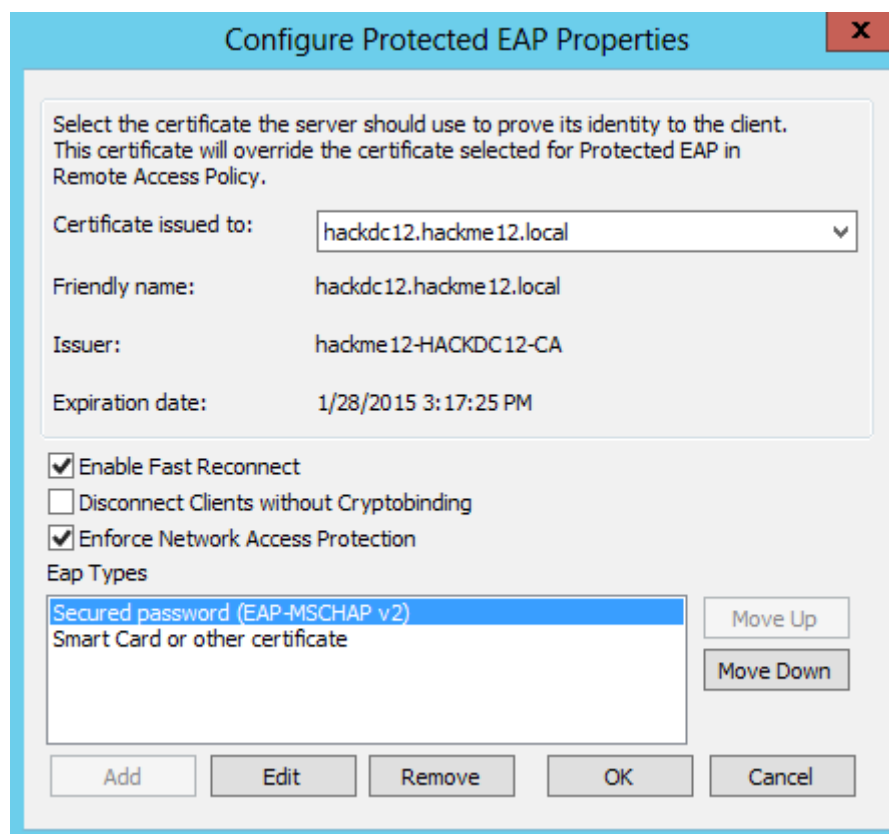 Configure Protected EAP Properties
x
Select the certificate the server should use to prove its identity to the client.
This certificate will override the certificate selected for Protected EAP in
Remote Access Policy.
Certificate issued to: hackdc12.hackme12.local
Friendly name: hackdc12.hackme12.local
Issuer: hackme12-HACKDC12-CA
Expiration date: 1/28/2015 3:17:25 PM
Enable Fast Reconnect
Disconnect Clients without Cryptobinding
Enforce Network Access Protection
Eap Types
Secured password (EAP-MSCHAP v2)
Smart Card or other certificate
Move Up
Move Down
Add Edit Remove OK Cancel